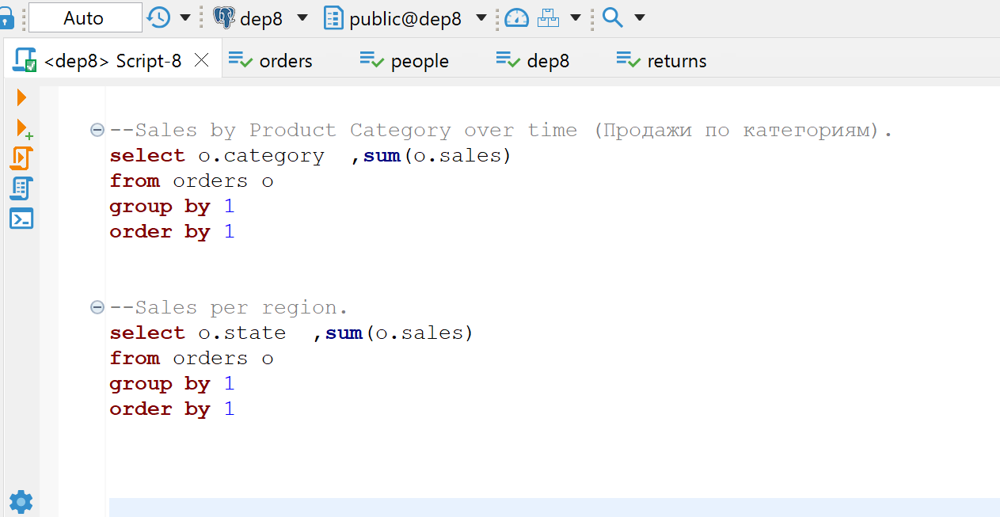 Auto dep8 public@dep8
<dep8> Script-8 orders people dep8 returns
--Sales by Product Category over time (Продажи по категориям).
select o.category  ,sum(o.sales)
from orders o
group by 1
order by 1
--Sales per region.
select o.state  ,sum(o.sales)
from orders o
group by 1
order by 1